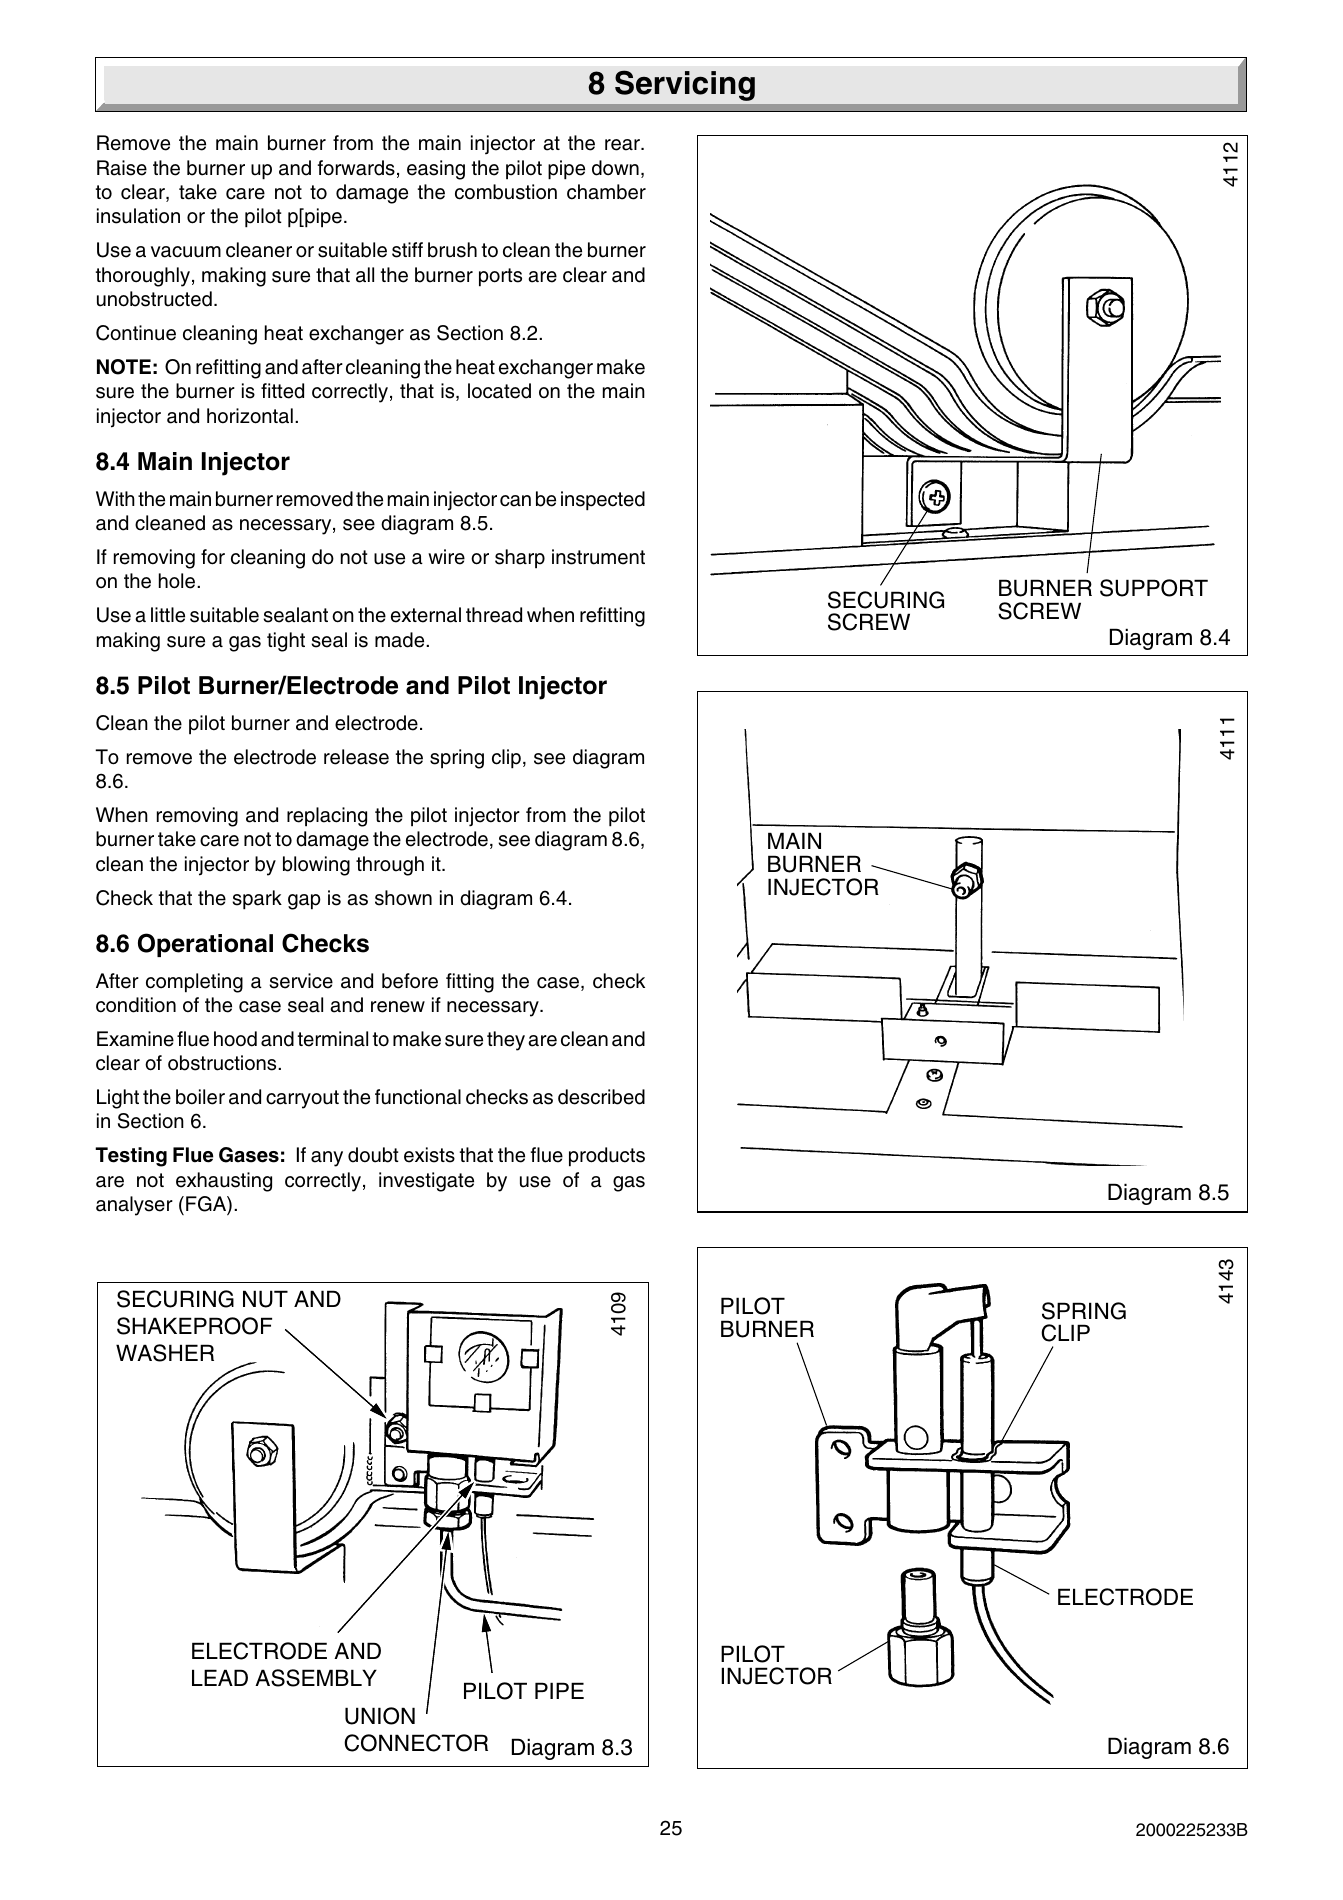 8 Servicing
Remove the main burner from the main injector at the rear.
Raise the burner up and forwards, easing the pilot pipe down,
to clear, take care not to damage the combustion chamber
insulation or the pilot p[pipe.
Use a vacuum cleaner or suitable stiff brush to clean the burner
thoroughly, making sure that all the burner ports are clear and
unobstructed.
Continue cleaning heat exchanger as Section 8.2.
NOTE: On refitting and after cleaning the heat exchanger make
sure the burner is fitted correctly, that is, located on the main
injector and horizontal.
8.4 Main Injector
With the main burner removed the main injector can be inspected
and cleaned as necessary, see diagram 8.5.
If removing for cleaning do not use a wire or sharp instrument
on the hole.
Use a little suitable sealant on the external thread when refitting
making sure a gas tight seal is made.
8.5 Pilot Burner/Electrode and Pilot Injector
Clean the pilot burner and electrode.
To remove the electrode release the spring clip, see diagram
8.6.
When removing and replacing the pilot injector from the pilot
burner take care not to damage the electrode, see diagram 8.6,
clean the injector by blowing through it.
Check that the spark gap is as shown in diagram 6.4.
8.6 Operational Checks
After completing a service and before fitting the case, check
condition of the case seal and renew if necessary.
Examine flue hood and terminal to make sure they are clean and
clear of obstructions.
Light the boiler and carryout the functional checks as described
in Section 6.
Testing Flue Gases: If any doubt exists that the flue products
are not exhausting correctly, investigate by use of a gas
analyser (FGA).
SECURING NUT AND
SHAKEPROOF
WASHER
4109
ELECTRODE AND
LEAD ASSEMBLY
PILOT PIPE
UNION
CONNECTOR
Diagram 8.3
4112
SECURING
SCREW
BURNER SUPPORT
SCREW
Diagram 8.4
4111
MAIN
BURNER
INJECTOR
Diagram 8.5
4143
PILOT
BURNER
SPRING
CLIP
ELECTRODE
PILOT
INJECTOR
Diagram 8.6
25
2000225233B